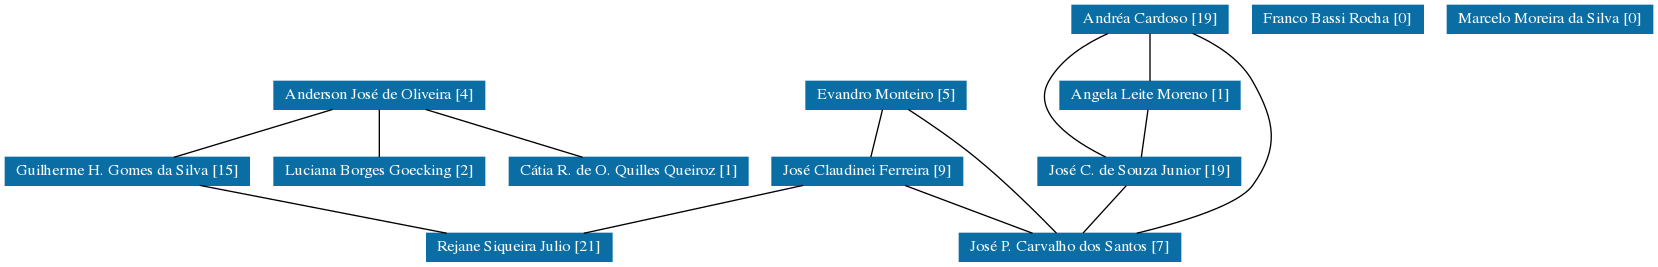 Andréa Cardoso [19]
Franco Bassi Rocha [0]
Marcelo Moreira da Silva [0]
Anderson José de Oliveira [4]
Evandro Monteiro [5]
Angela Leite Moreno [1]
Guilherme H. Gomes da Silva [15]
Luciana Borges Goecking [2]
Cátia R. de O. Quilles Queiroz [1]
José Claudinei Ferreira [9]
José C. de Souza Junior [19]
Rejane Siqueira Julio [21]
José P. Carvalho dos Santos [7]